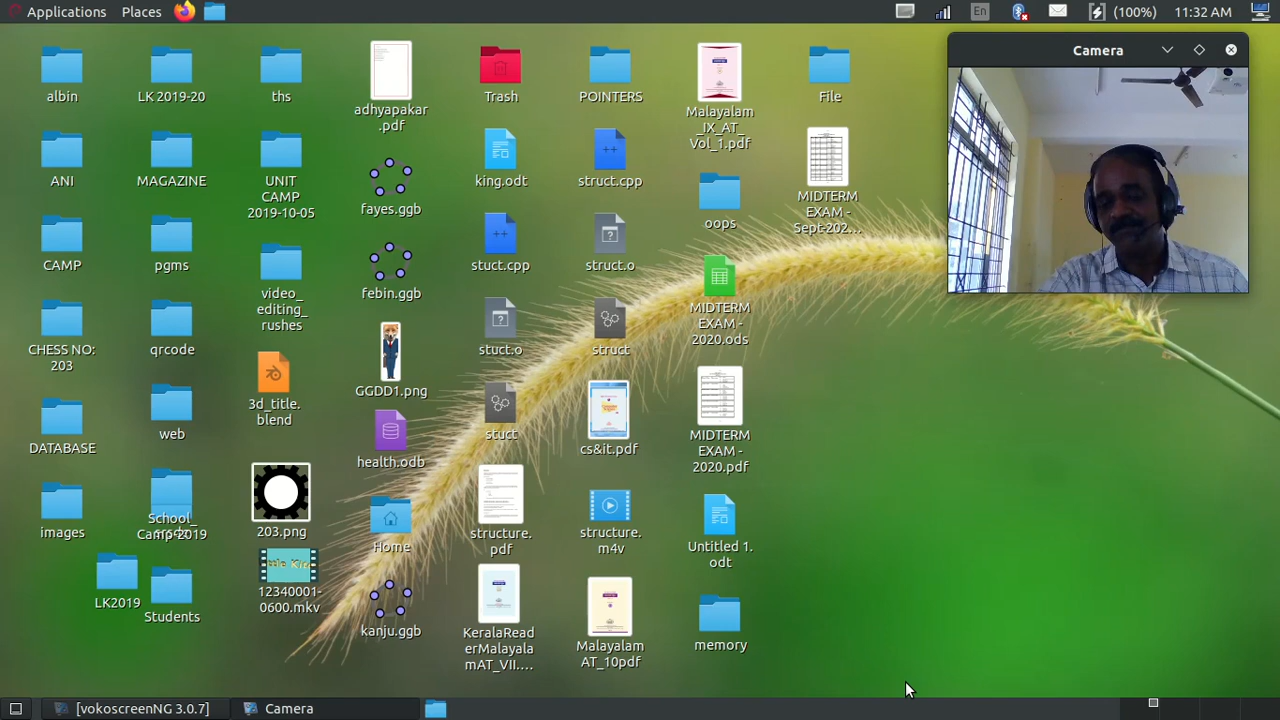 Applications Places En (100%) 11:32 AM
Camera
albin
ANI
CAMP
CHESS NO:
203
DATABASE
images
LK2019
LK 2019-20
MAGAZINE
pgms
qrcode
web
School_
Camp-2019
Students
ths
UNIT
CAMP
2019-10-05
video_
editing_
rushes
3d_title.
blend
203.png
12340001-
0600.mkv
adhyapakar
.pdf
fayes.ggb
febin.ggb
GGDD1.png
health.odb
Home
kanju.ggb
Trash
king.odt
stuct.cpp
stuct.o
stuct
structure.
pdf
KeralaRead
erMalayala
mAT_VII....
POINTERS
struct.cpp
struct.o
struct
cs&it.pdf
structure.
m4v
Malayalam
AT_10pdf
Malayalam
_IX_AT_
Vol_1.pdf
oops
MIDTERM
EXAM -
2020.ods
MIDTERM
EXAM -
2020.pdf
Untitled 1.
odt
memory
File
MIDTERM
EXAM -
Sept-202...
[vokoscreenNG 3.0.7] Camera